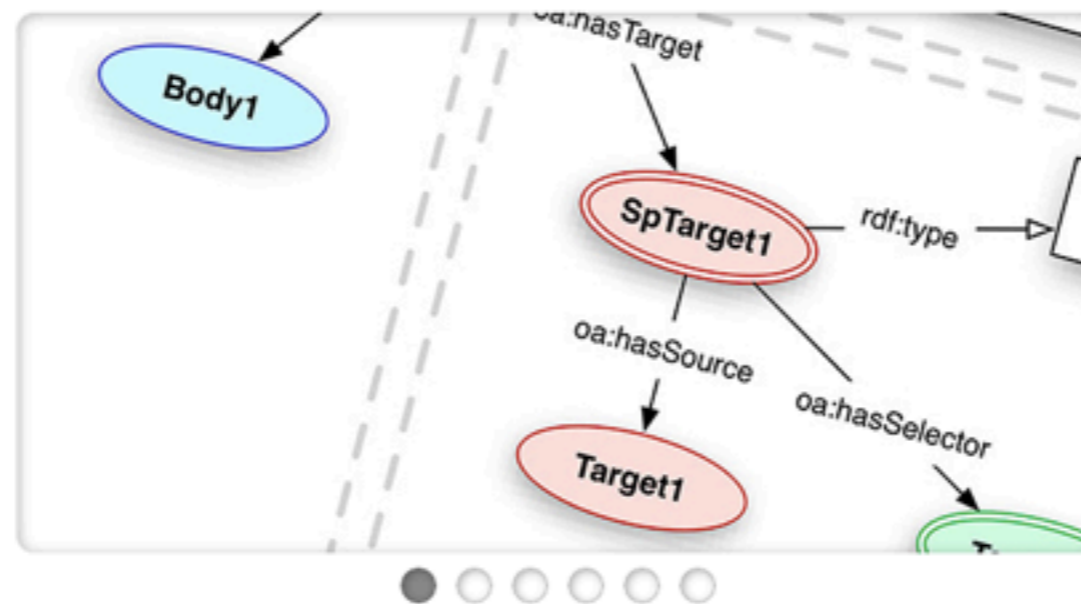 oa:hasTarget
Body1
SpTarget1
rdf:type
oa:hasSource
oa:hasSelector
Target1